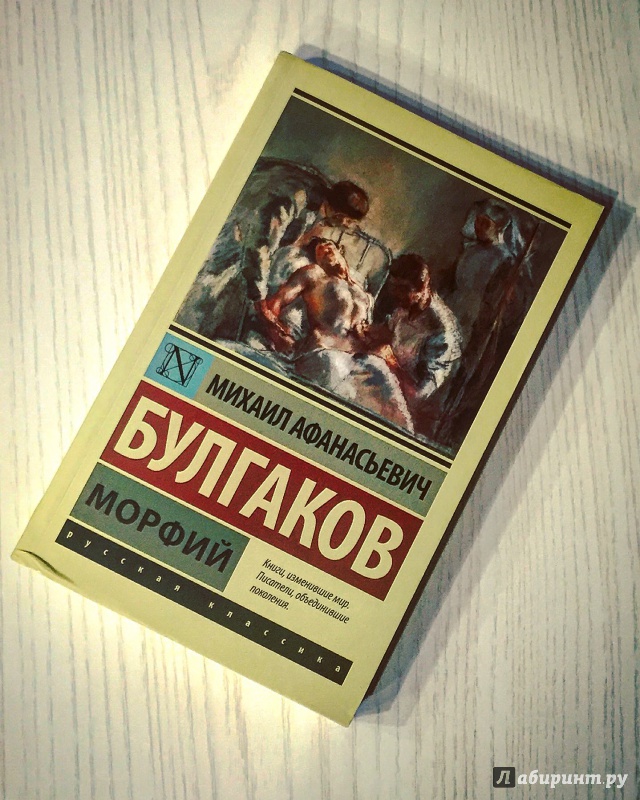 N
МИХАИЛ АФАНАСЬЕВИЧ
БУЛГАКОВ
МОРФИЙ
Книги, изменившие мир.
Писатели, объединившие
поколения.
русская классика
Лабиринт.ру